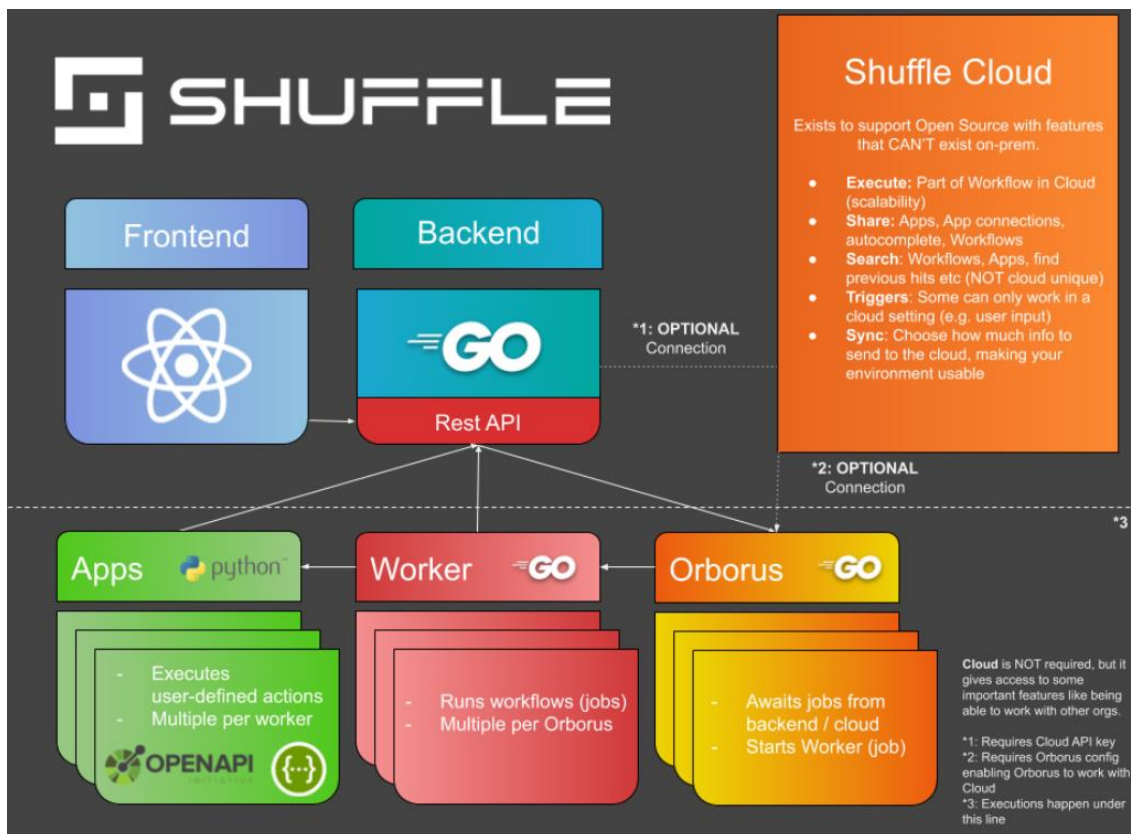 SHUFFLE
Shuffle Cloud
Exists to support Open Source with features
that CAN'T exist on-prem.
● Execute: Part of Workflow in Cloud
(scalability)
● Share: Apps, App connections,
autocomplete, Workflows
● Search: Workflows, Apps, find
previous hits etc (NOT cloud unique)
● Triggers: Some can only work in a
cloud setting (e.g. user input)
● Sync: Choose how much info to
send to the cloud, making your
environment usable
Frontend
Backend
GO
Rest API
*1: OPTIONAL
Connection
*2: OPTIONAL
Connection
*3
Apps
python™
Worker
GO
Orborus
GO
- Executes
user-defined actions
- Multiple per worker
OPENAPI
INITIATIVE
{...}
- Runs workflows (jobs)
- Multiple per Orborus
- Awaits jobs from
backend / cloud
- Starts Worker (job)
Cloud is NOT required, but it
gives access to some
important features like being
able to work with other orgs.
*1: Requires Cloud API key
*2: Requires Orborus config
enabling Orborus to work with
Cloud
*3: Executions happen under
this line